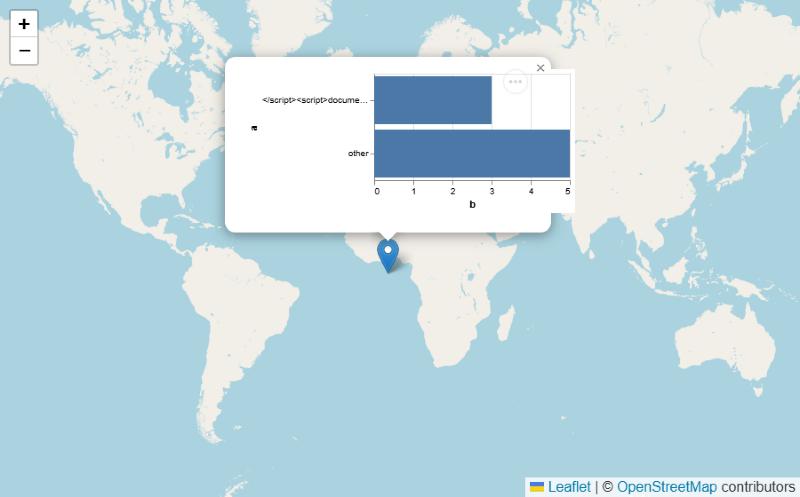 +
−
×
</script><script>docume...
a
other
0 1 2 3 4 5
b
Leaflet | © OpenStreetMap contributors